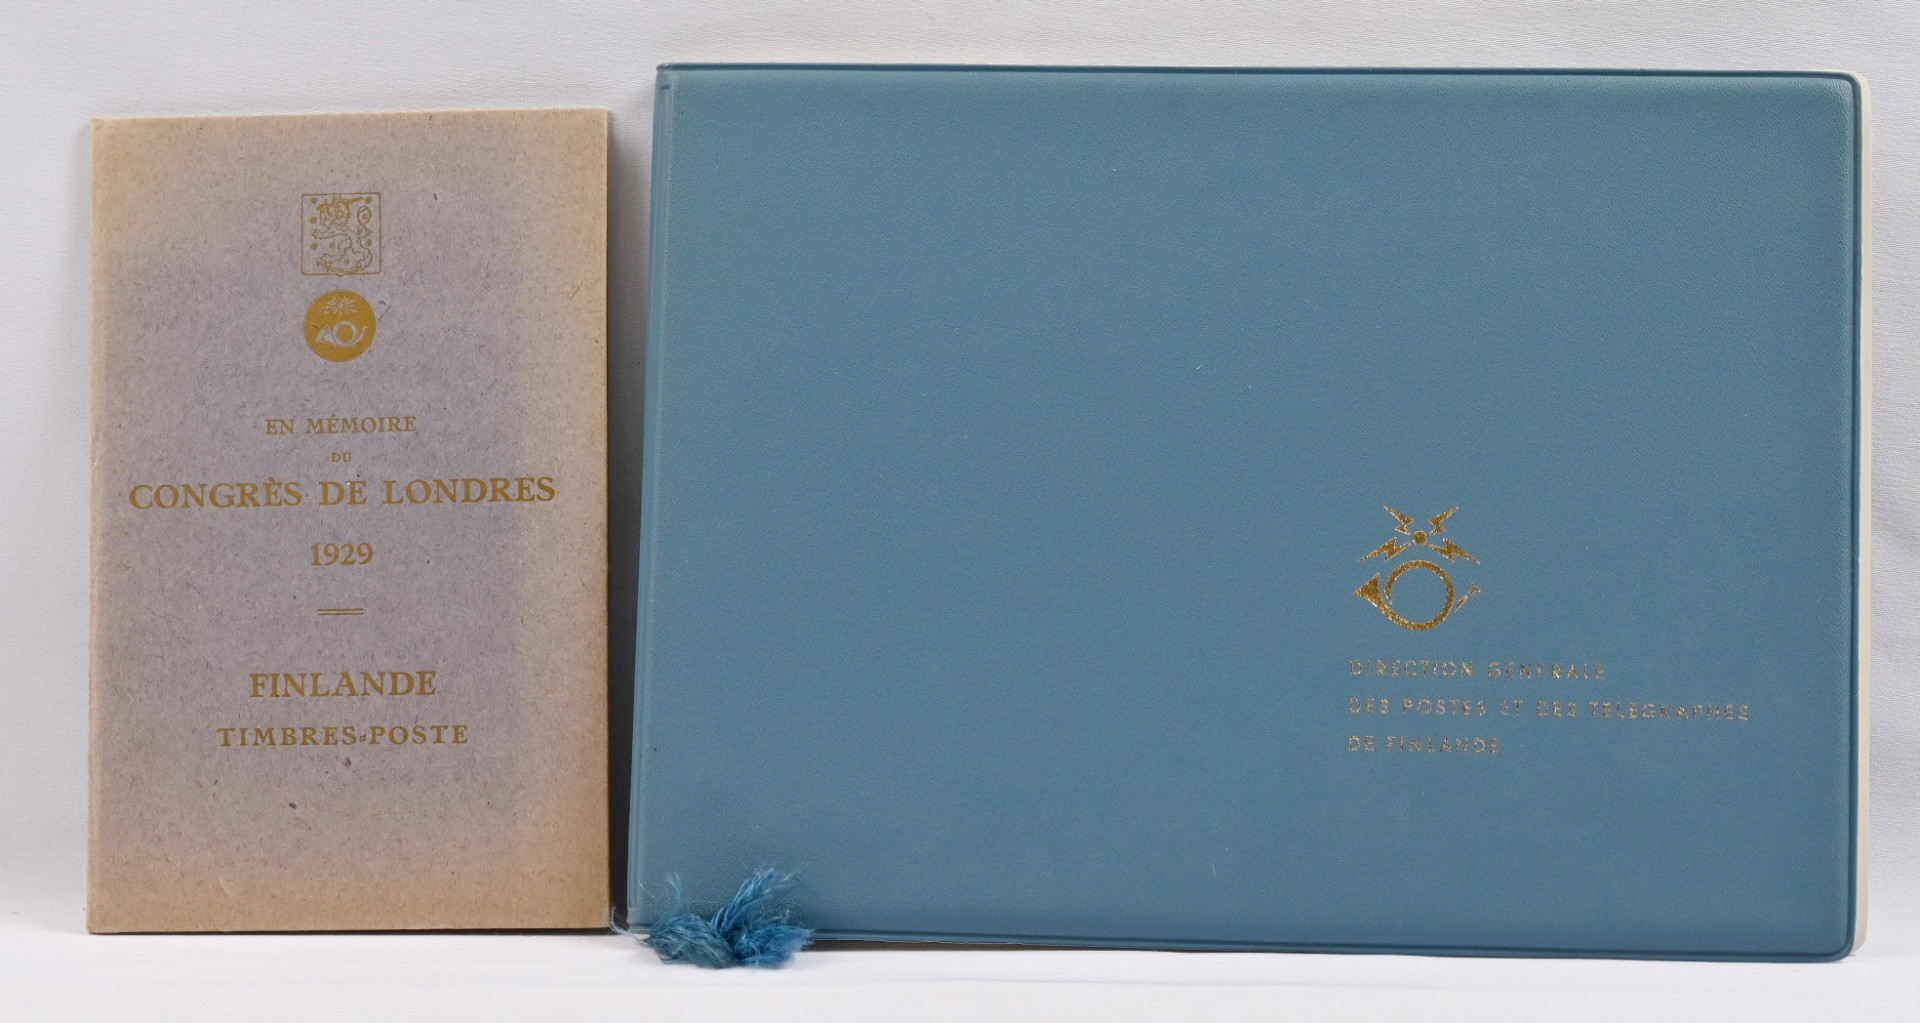 EN MÉMOIRE
DU
CONGRÈS DE LONDRES
1929
FINLANDE
TIMBRES-POSTE
DIRECTION GENERALE
DES POSTES ET DES TELEGRAPHES
DE FINLANDE